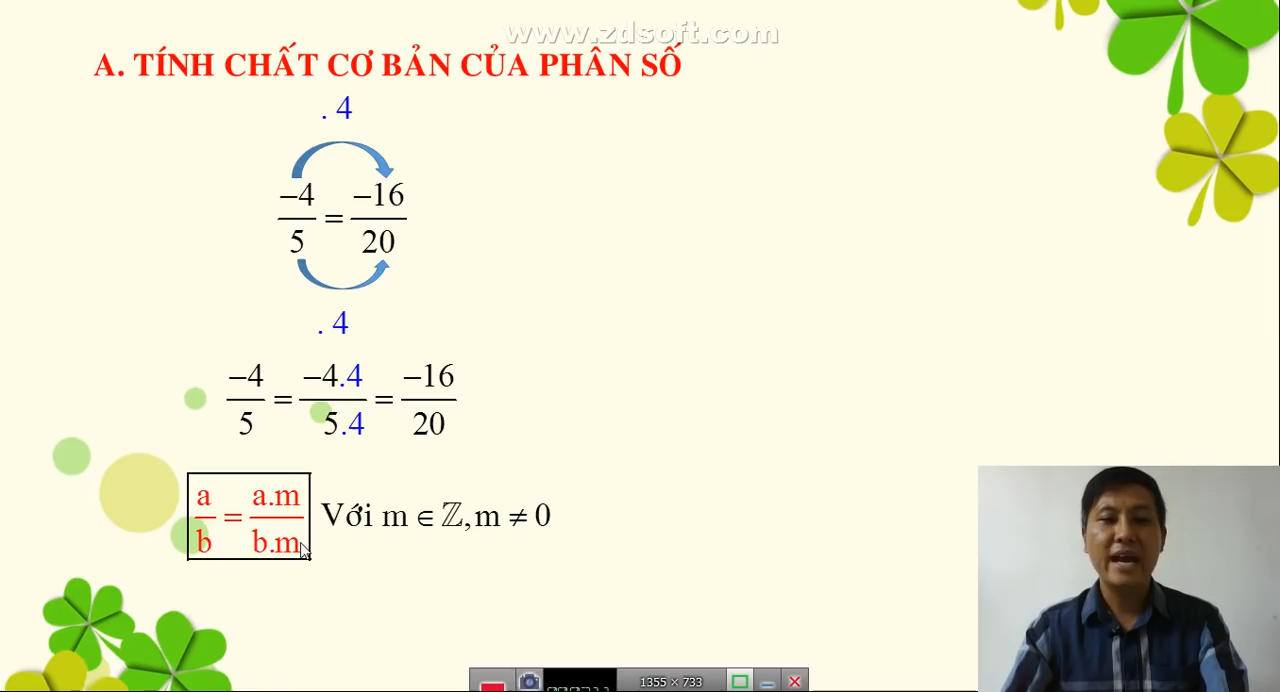 www.zdsoft.com
A. TÍNH CHẤT CƠ BẢN CỦA PHÂN SỐ
. 4
−4/5 = −16/20
. 4
−4/5 = −4.4/5.4 = −16/20
a/b = a.m/b.m Với m ∈ ℤ, m ≠ 0
1355 × 733